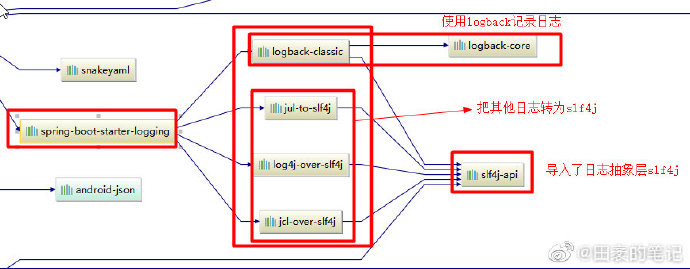 使用logback记录日志
logback-classic
logback-core
snakeyaml
jul-to-slf4j
把其他日志转为slf4j
spring-boot-starter-logging
log4j-over-slf4j
导入了日志抽象层slf4j
slf4j-api
android-json
jcl-over-slf4j
@田家的笔记